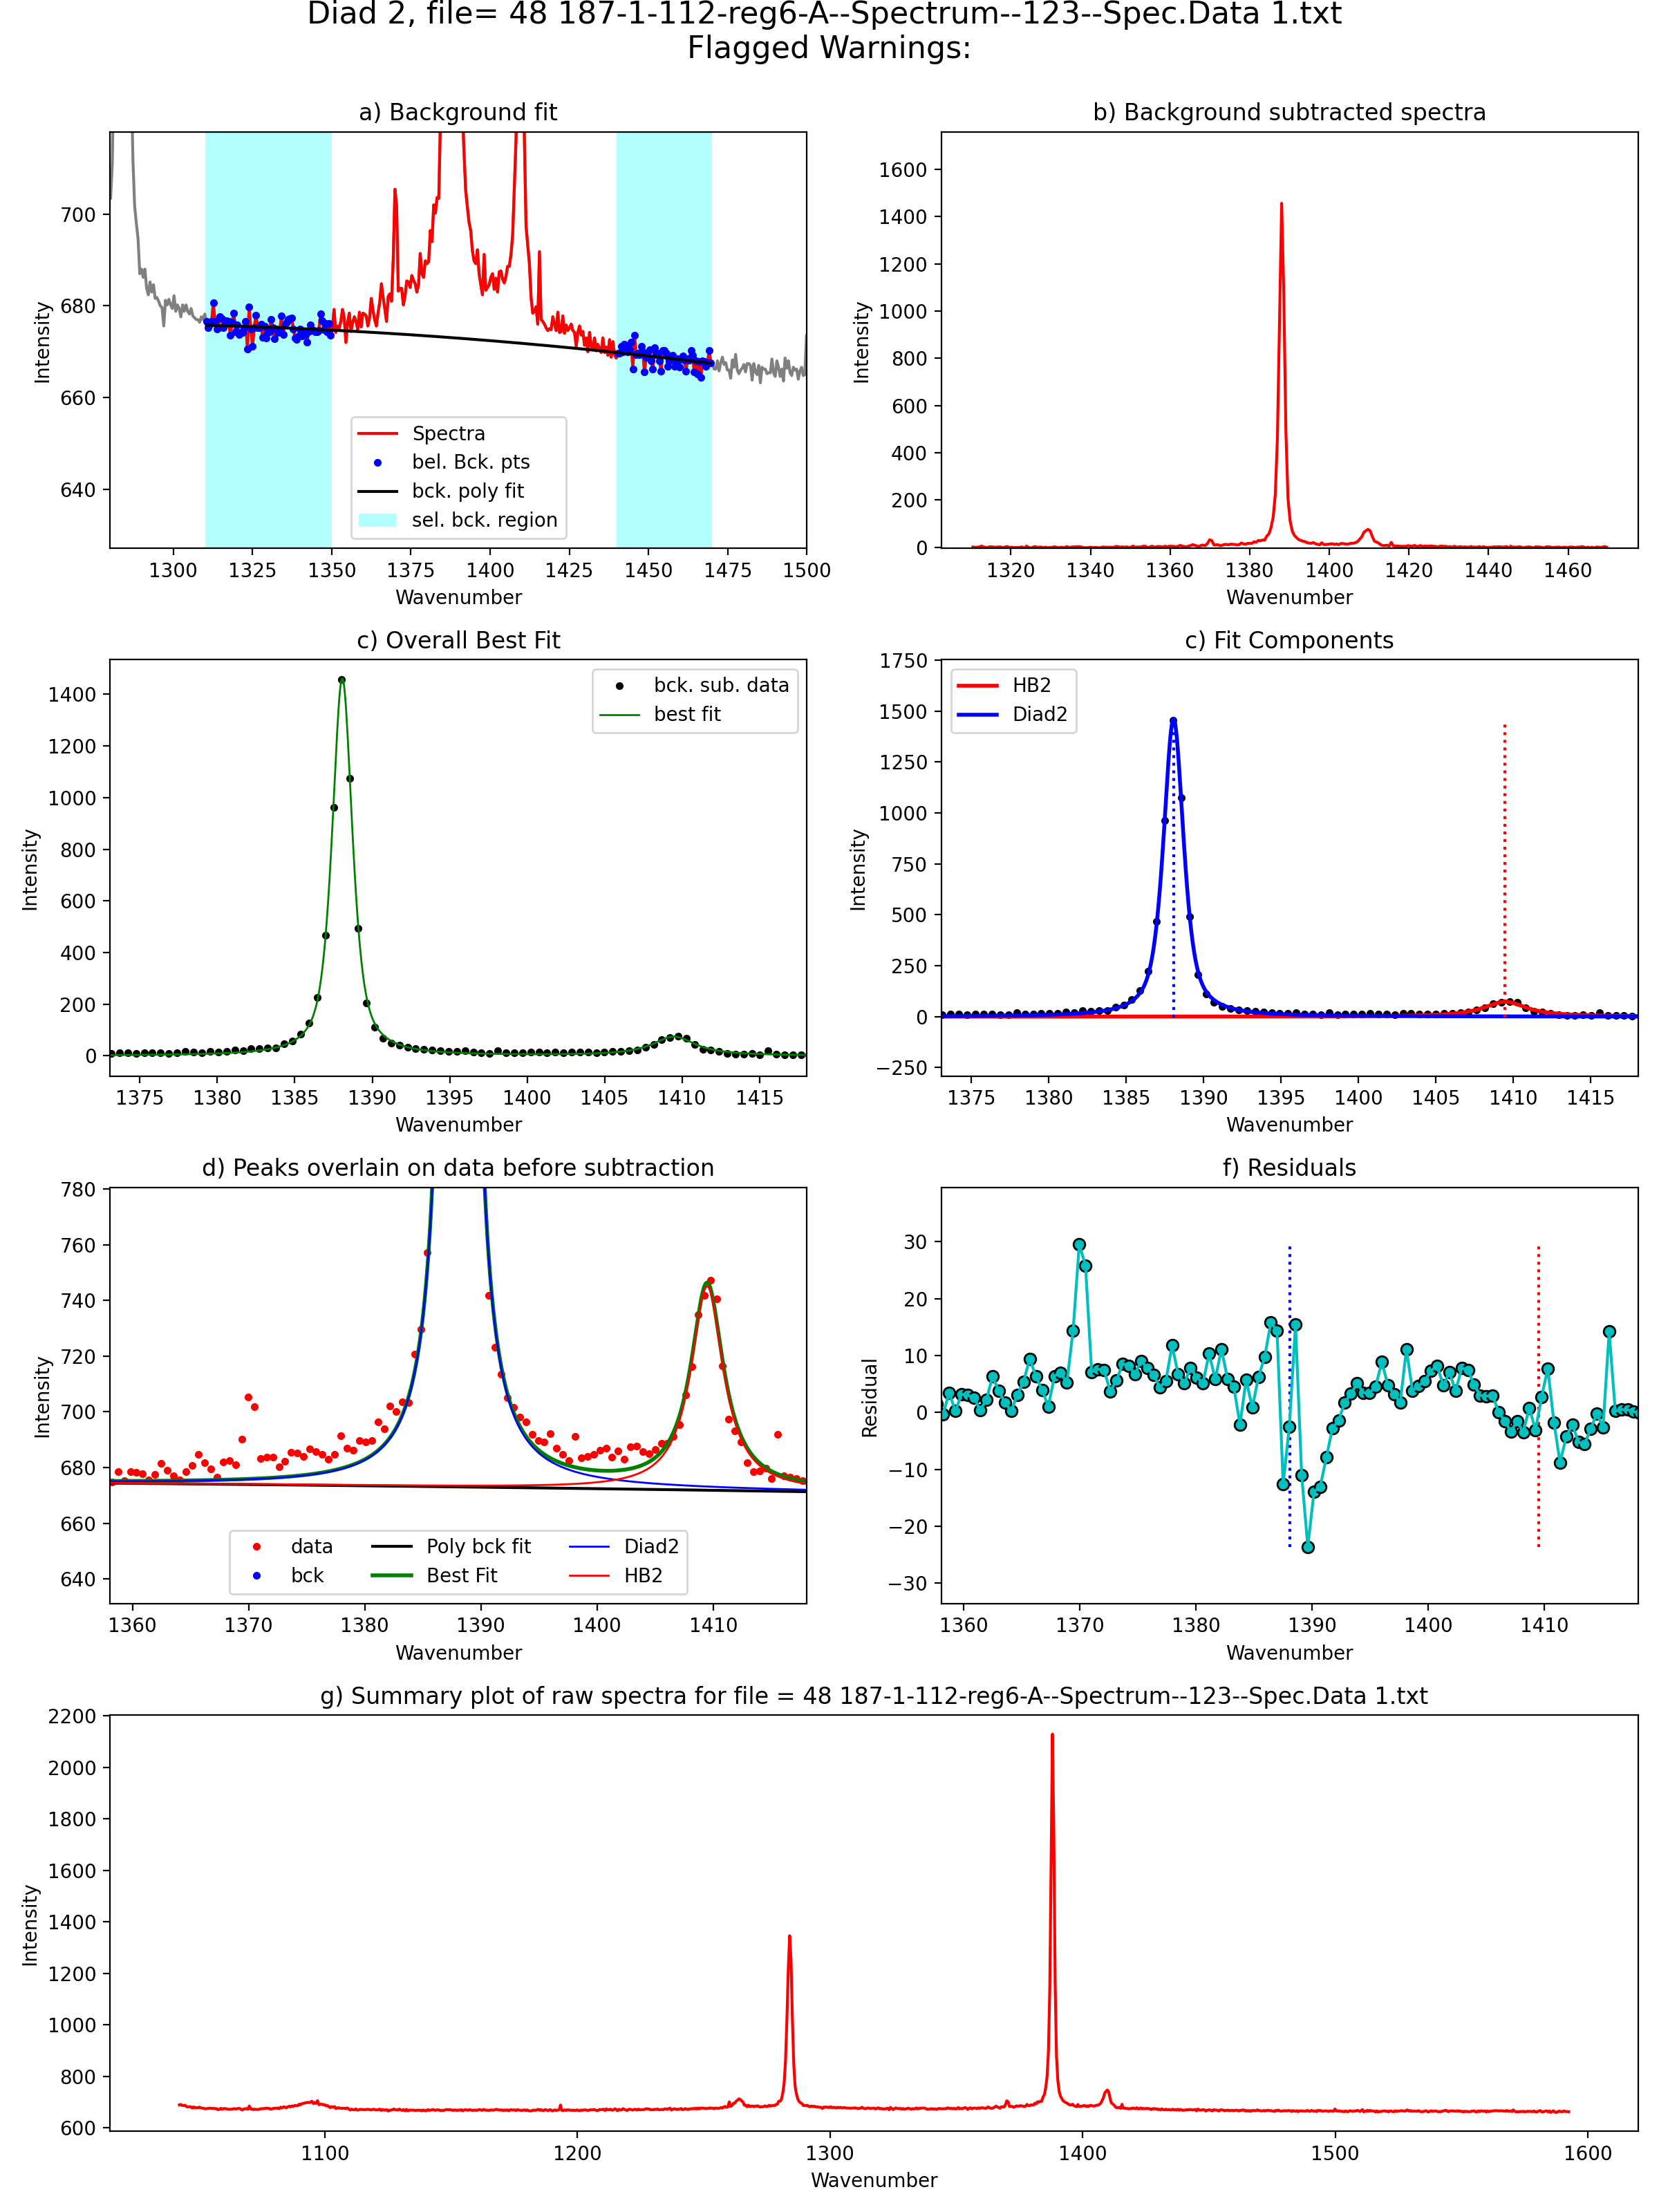 Diad 2, file= 48 187-1-112-reg6-A--Spectrum--123--Spec.Data 1.txt
Flagged Warnings:
a) Background fit
Intensity
700
680
660
640
Spectra
bel. Bck. pts
bck. poly fit
sel. bck. region
1300 1325 1350 1375 1400 1425 1450 1475 1500
Wavenumber
b) Background subtracted spectra
Intensity
1600
1400
1200
1000
800
600
400
200
0
1320 1340 1360 1380 1400 1420 1440 1460
Wavenumber
c) Overall Best Fit
Intensity
1400
1200
1000
800
600
400
200
0
bck. sub. data
best fit
1375 1380 1385 1390 1395 1400 1405 1410 1415
Wavenumber
c) Fit Components
Intensity
1750
1500
1250
1000
750
500
250
0
−250
HB2
Diad2
1375 1380 1385 1390 1395 1400 1405 1410 1415
Wavenumber
d) Peaks overlain on data before subtraction
Intensity
780
760
740
720
700
680
660
640
data
bck
Poly bck fit
Best Fit
Diad2
HB2
1360 1370 1380 1390 1400 1410
Wavenumber
f) Residuals
Residual
30
20
10
0
−10
−20
−30
1360 1370 1380 1390 1400 1410
Wavenumber
g) Summary plot of raw spectra for file = 48 187-1-112-reg6-A--Spectrum--123--Spec.Data 1.txt
Intensity
2200
2000
1800
1600
1400
1200
1000
800
600
1100 1200 1300 1400 1500 1600
Wavenumber